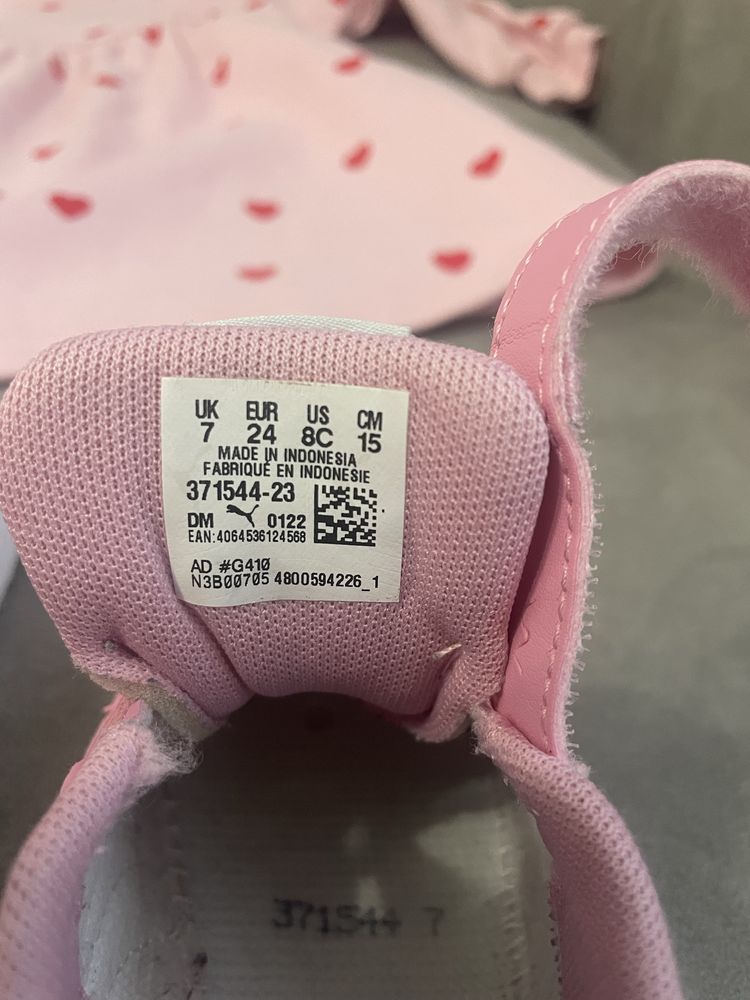 UK EUR US CM
7 24 8C 15
MADE IN INDONESIA
FABRIQUÉ EN INDONESIE
371544-23
DM 0122
EAN:4064536124568
AD #G410
N3B00705 4800594226_1
371544 7